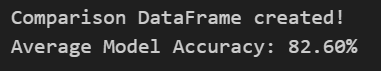 Comparison DataFrame created!
Average Model Accuracy: 82.60%